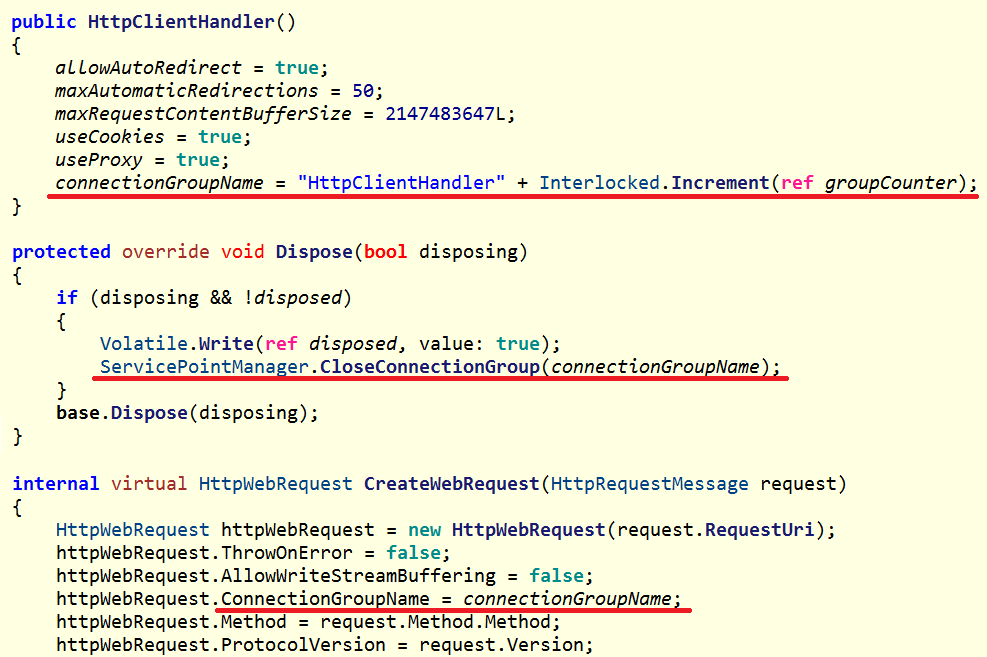 public HttpClientHandler()
{
    allowAutoRedirect = true;
    maxAutomaticRedirections = 50;
    maxRequestContentBufferSize = 2147483647L;
    useCookies = true;
    useProxy = true;
    connectionGroupName = "HttpClientHandler" + Interlocked.Increment(ref groupCounter);
}

protected override void Dispose(bool disposing)
{
    if (disposing && !disposed)
    {
        Volatile.Write(ref disposed, value: true);
        ServicePointManager.CloseConnectionGroup(connectionGroupName);
    }
    base.Dispose(disposing);
}

internal virtual HttpWebRequest CreateWebRequest(HttpRequestMessage request)
{
    HttpWebRequest httpWebRequest = new HttpWebRequest(request.RequestUri);
    httpWebRequest.ThrowOnError = false;
    httpWebRequest.AllowWriteStreamBuffering = false;
    httpWebRequest.ConnectionGroupName = connectionGroupName;
    httpWebRequest.Method = request.Method.Method;
    httpWebRequest.ProtocolVersion = request.Version;